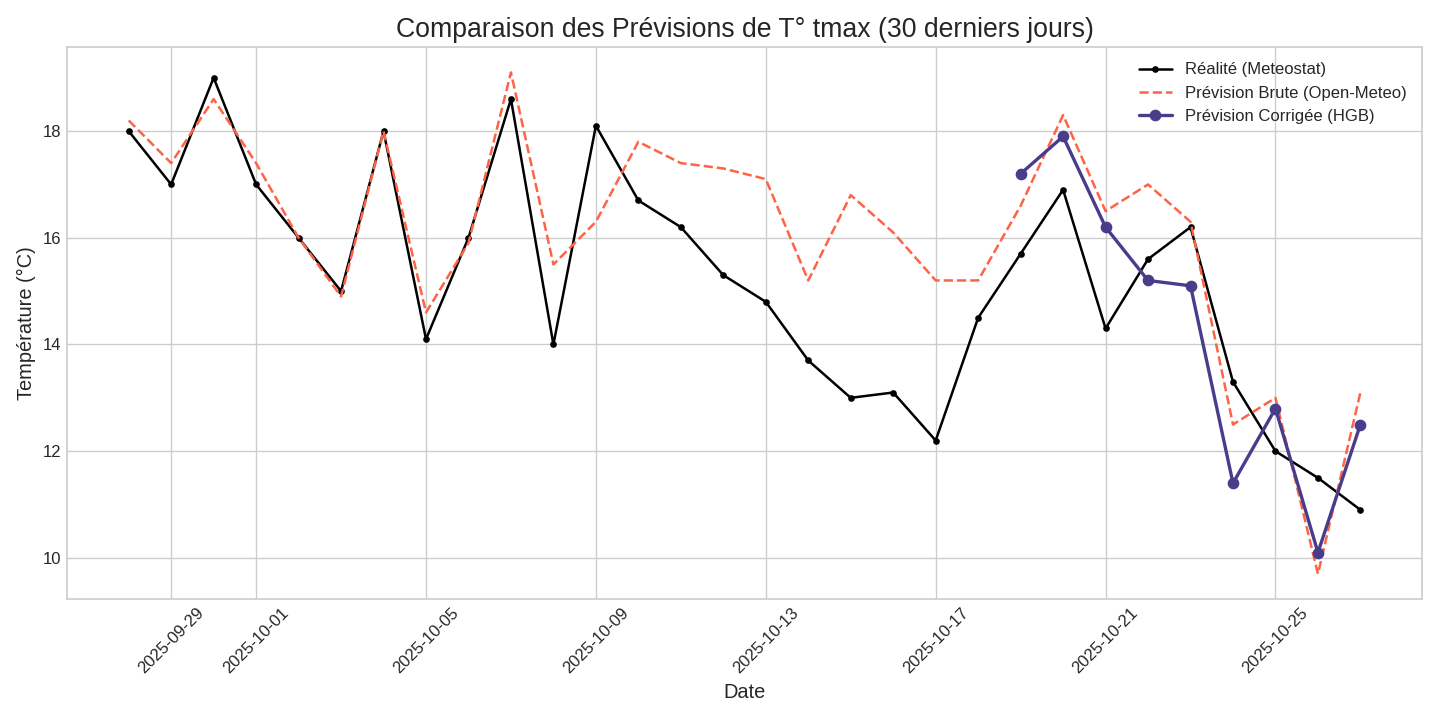 Comparaison des Prévisions de T° tmax (30 derniers jours)
Réalité (Meteostat)
Prévision Brute (Open-Meteo)
Prévision Corrigée (HGB)
Température (°C)
18
16
14
12
10
2025-09-29
2025-10-01
2025-10-05
2025-10-09
2025-10-13
2025-10-17
2025-10-21
2025-10-25
Date